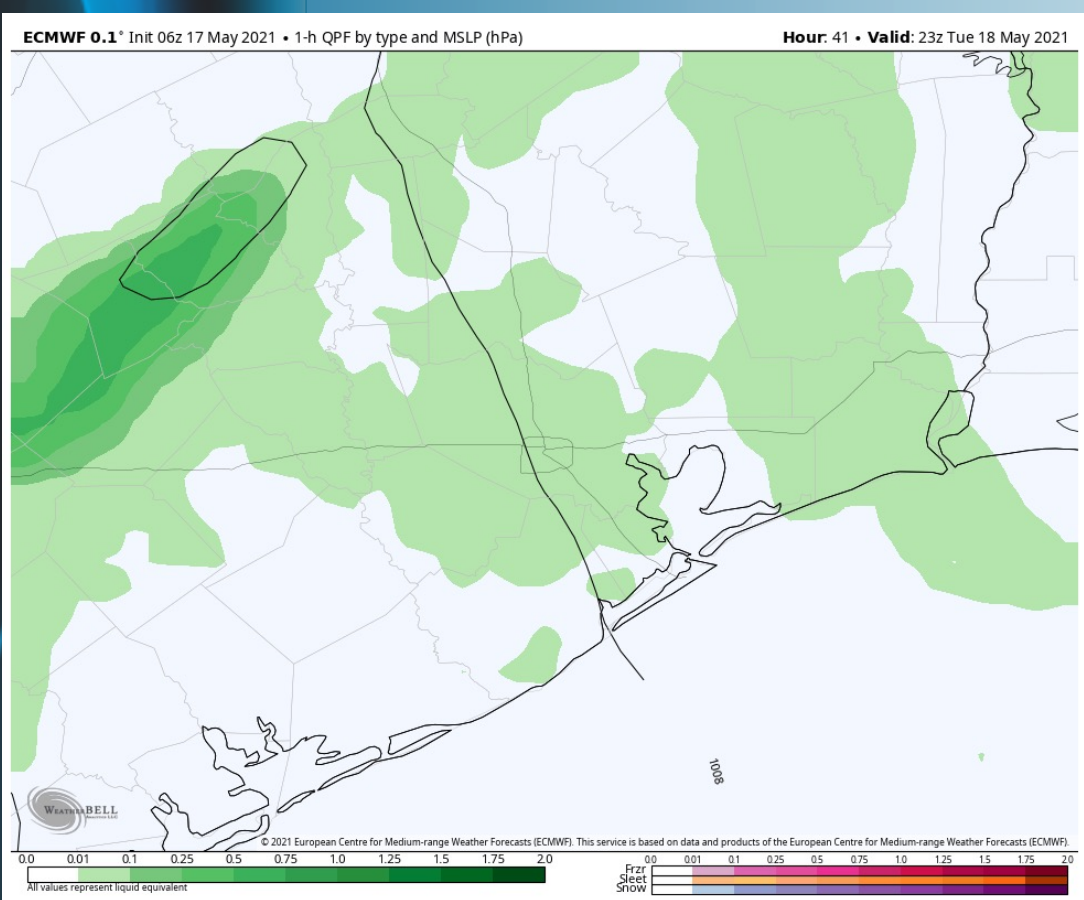 ECMWF 0.1° Init 06z 17 May 2021 • 1-h QPF by type and MSLP (hPa)
Hour: 41 • Valid: 23z Tue 18 May 2021
1008
WEATHERBELL
Analytics LLC
© 2021 European Centre for Medium-range Weather Forecasts (ECMWF). This service is based on data and products of the European Centre for Medium-range Weather Forecasts (ECMWF).
0.0 0.01 0.1 0.25 0.5 0.75 1.0 1.25 1.5 1.75 2.0
All values represent liquid equivalent
0.0 0.01 0.1 0.25 0.5 0.75 1.0 1.25 1.5 1.75 2.0
Frzr
Sleet
Snow